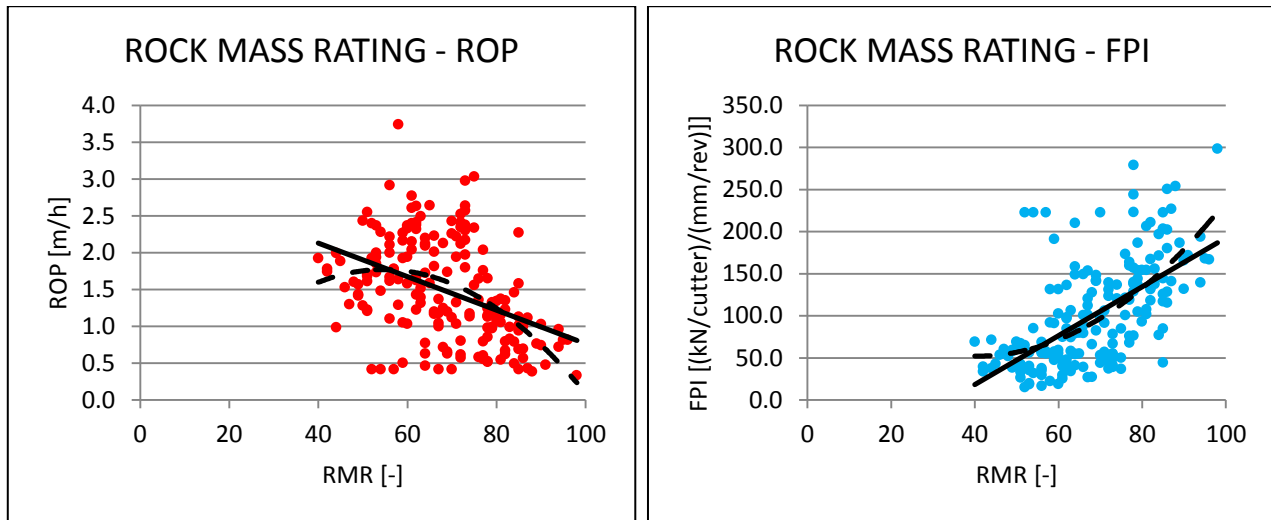 ROCK MASS RATING - ROP
4.0
3.5
3.0
2.5
2.0
1.5
1.0
0.5
0.0
ROP [m/h]
0 20 40 60 80 100
RMR [-]
ROCK MASS RATING - FPI
350.0
300.0
250.0
200.0
150.0
100.0
50.0
0.0
FPI [(kN/cutter)/(mm/rev)]]
0 20 40 60 80 100
RMR [-]